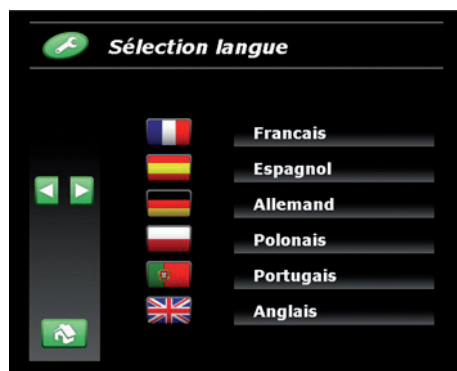 Sélection langue
Francais
Espagnol
Allemand
Polonais
Portugais
Anglais